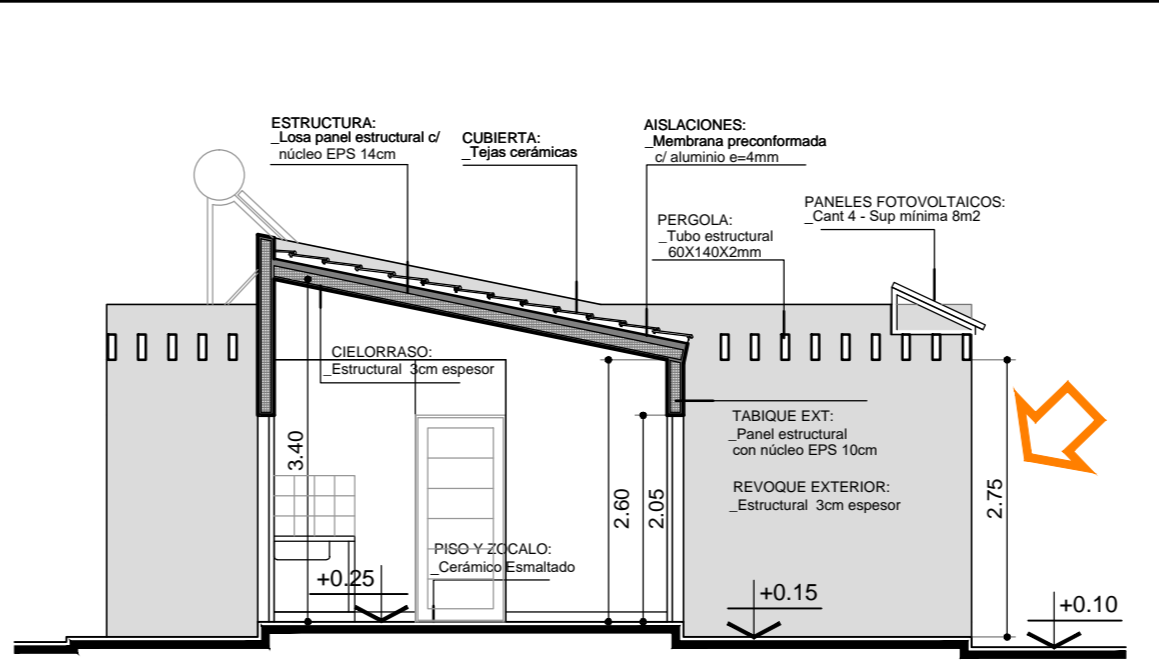 ESTRUCTURA:
_Losa panel estructural c/
núcleo EPS 14cm
CUBIERTA:
_Tejas cerámicas
AISLACIONES:
_Membrana preconformada
c/ aluminio e=4mm
PERGOLA:
_Tubo estructural
60X140X2mm
PANELES FOTOVOLTAICOS:
_Cant 4 - Sup mínima 8m2
CIELORRASO:
_Estructural 3cm espesor
TABIQUE EXT:
_Panel estructural
con núcleo EPS 10cm
REVOQUE EXTERIOR:
_Estructural 3cm espesor
3.40
2.60
2.05
2.75
PISO Y ZOCALO:
_Cerámico Esmaltado
+0.25
+0.15
+0.10